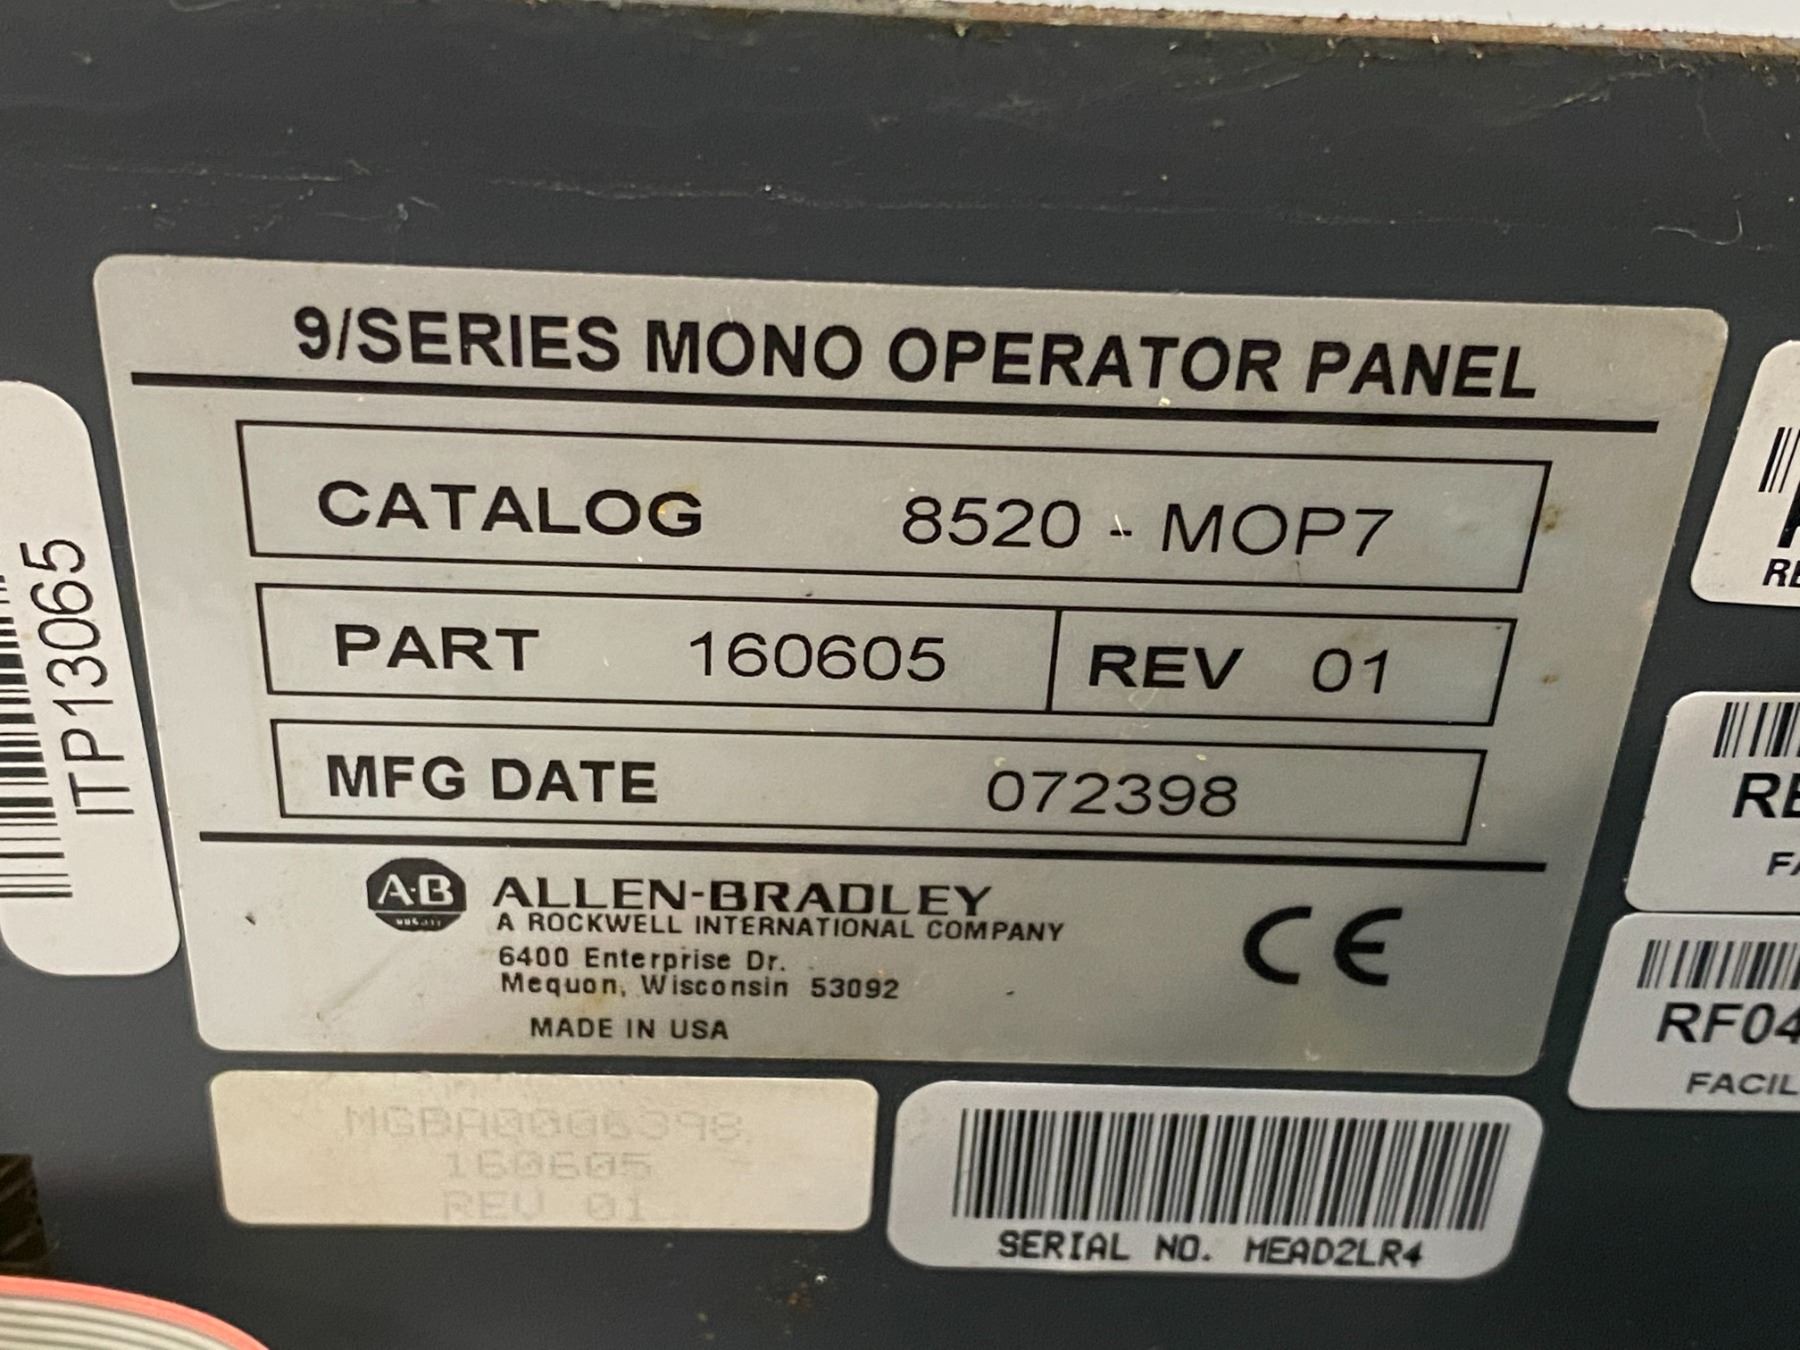 9/SERIES MONO OPERATOR PANEL
CATALOG 8520 - MOP7
PART 160605 REV 01
MFG DATE 072398
A-B
ALLEN-BRADLEY
A ROCKWELL INTERNATIONAL COMPANY
6400 Enterprise Dr.
Mequon, Wisconsin 53092
MADE IN USA
CE
ITP13065
160605
REV 01
SERIAL NO. MEAD2LR4
RF04
FACIL